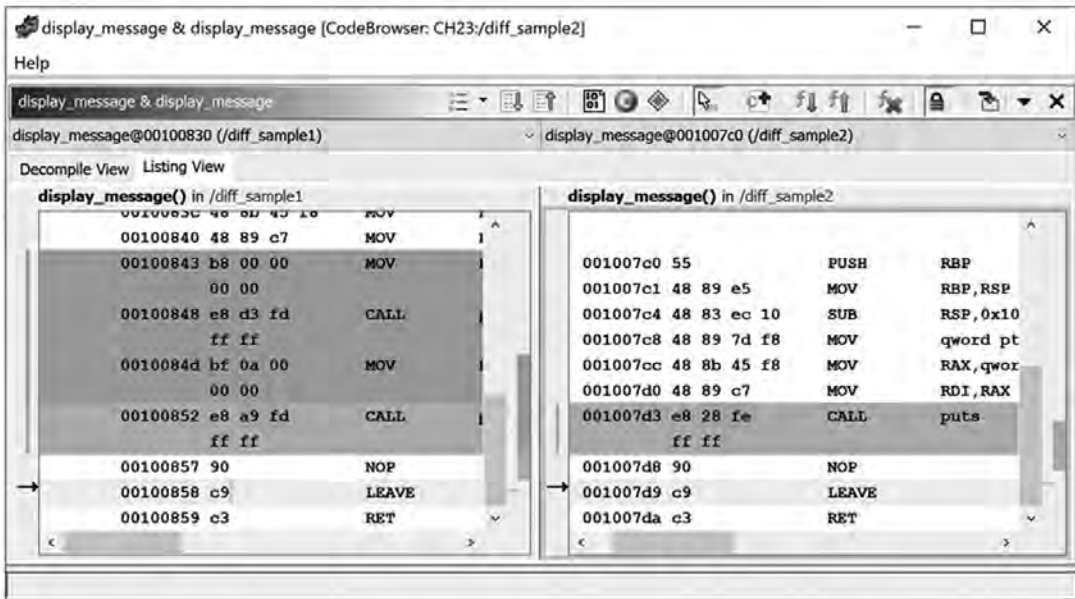 display_message & display_message [CodeBrowser: CH23:/diff_sample2]
Help
display_message & display_message
display_message@00100830 (/diff_sample1)
display_message@001007c0 (/diff_sample2)
Decompile View Listing View
display_message() in /diff_sample1
0010083c 48 8b 45 f8 MOV
00100840 48 89 c7 MOV
00100843 b8 00 00 MOV
00 00
00100848 e8 d3 fd CALL
ff ff
0010084d bf 0a 00 MOV
00 00
00100852 e8 a9 fd CALL
ff ff
00100857 90 NOP
00100858 c9 LEAVE
00100859 c3 RET
display_message() in /diff_sample2
001007c0 55 PUSH RBP
001007c1 48 89 e5 MOV RBP,RSP
001007c4 48 83 ec 10 SUB RSP,0x10
001007c8 48 89 7d f8 MOV qword pt
001007cc 48 8b 45 f8 MOV RAX,qwor
001007d0 48 89 c7 MOV RDI,RAX
001007d3 e8 28 fe CALL puts
ff ff
001007d8 90 NOP
001007d9 c9 LEAVE
001007da c3 RET